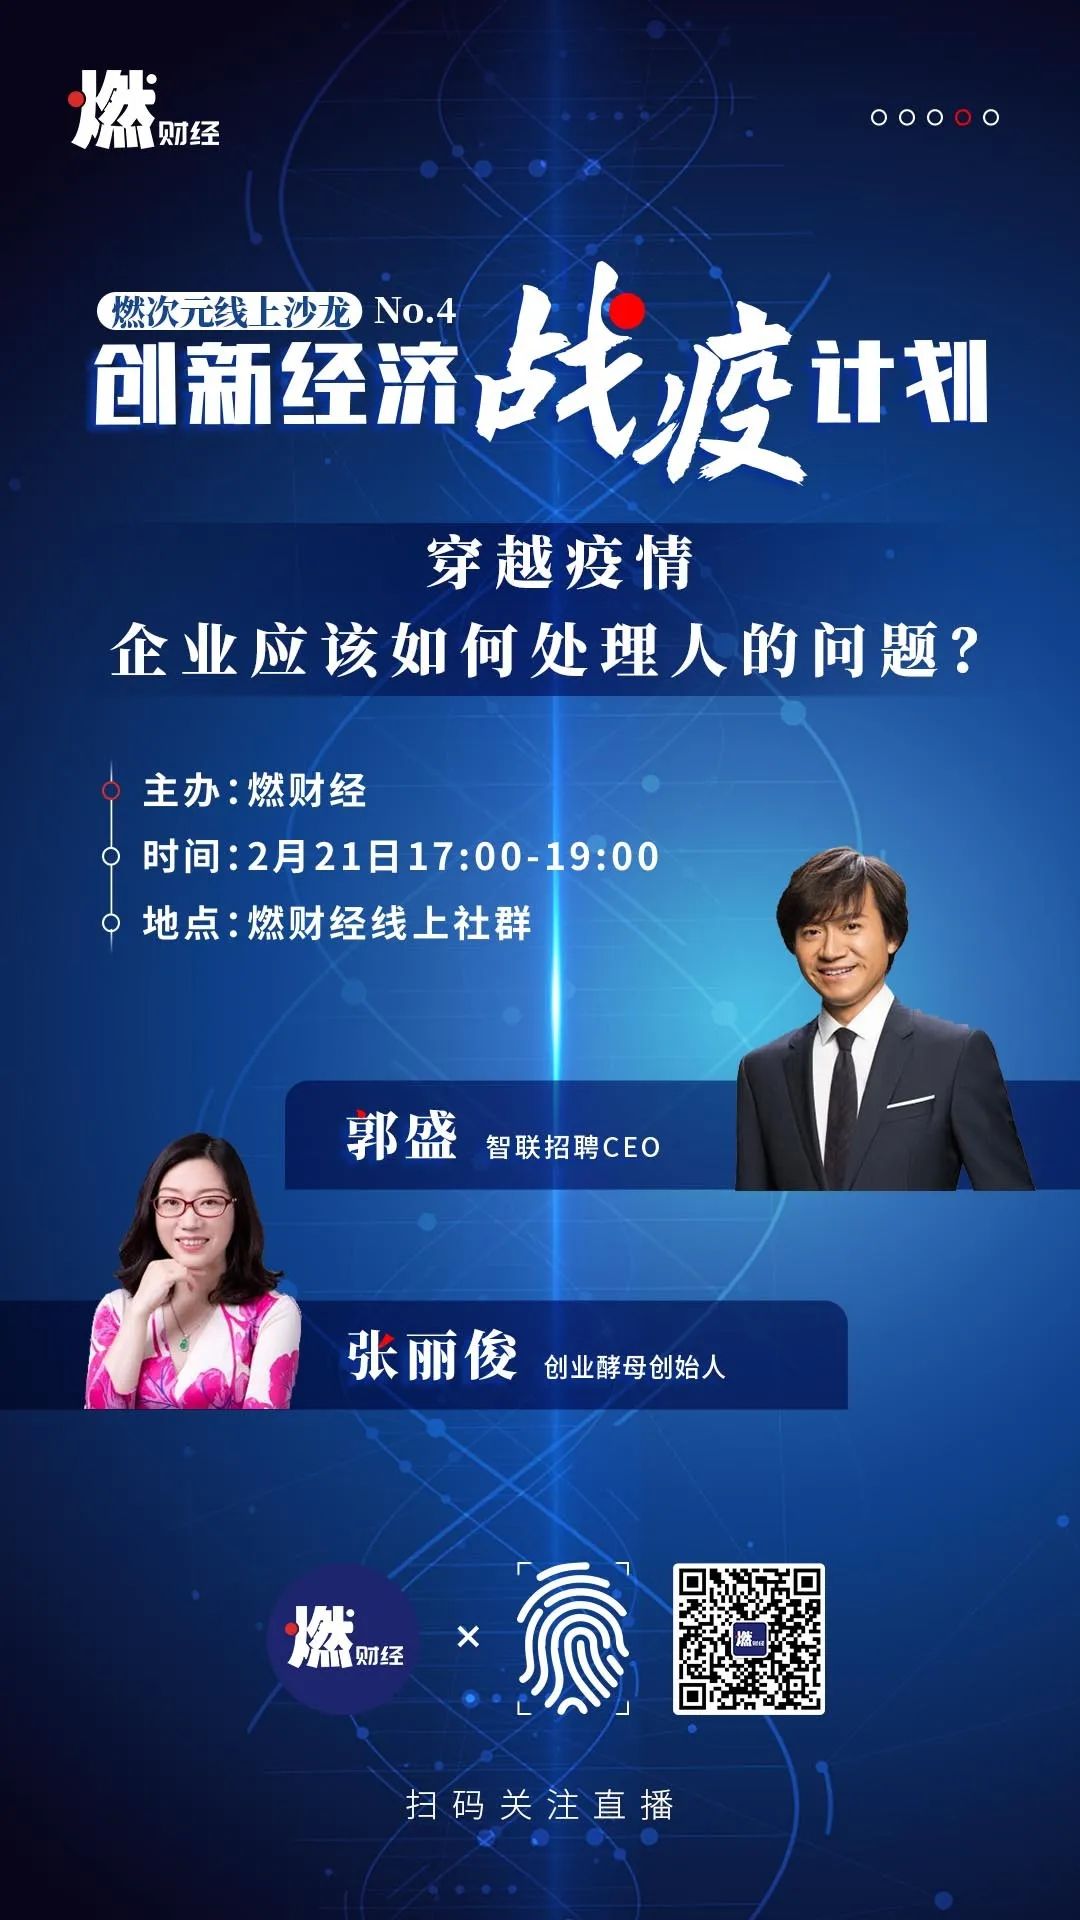 燃财经
燃次元线上沙龙 No.4
创新经济战疫计划
穿越疫情
企业应该如何处理人的问题?
主办:燃财经
时间:2月21日17:00-19:00
地点:燃财经线上社群
郭盛 智联招聘CEO
张丽俊 创业酵母创始人
燃财经 ×
燃财经
扫码关注直播